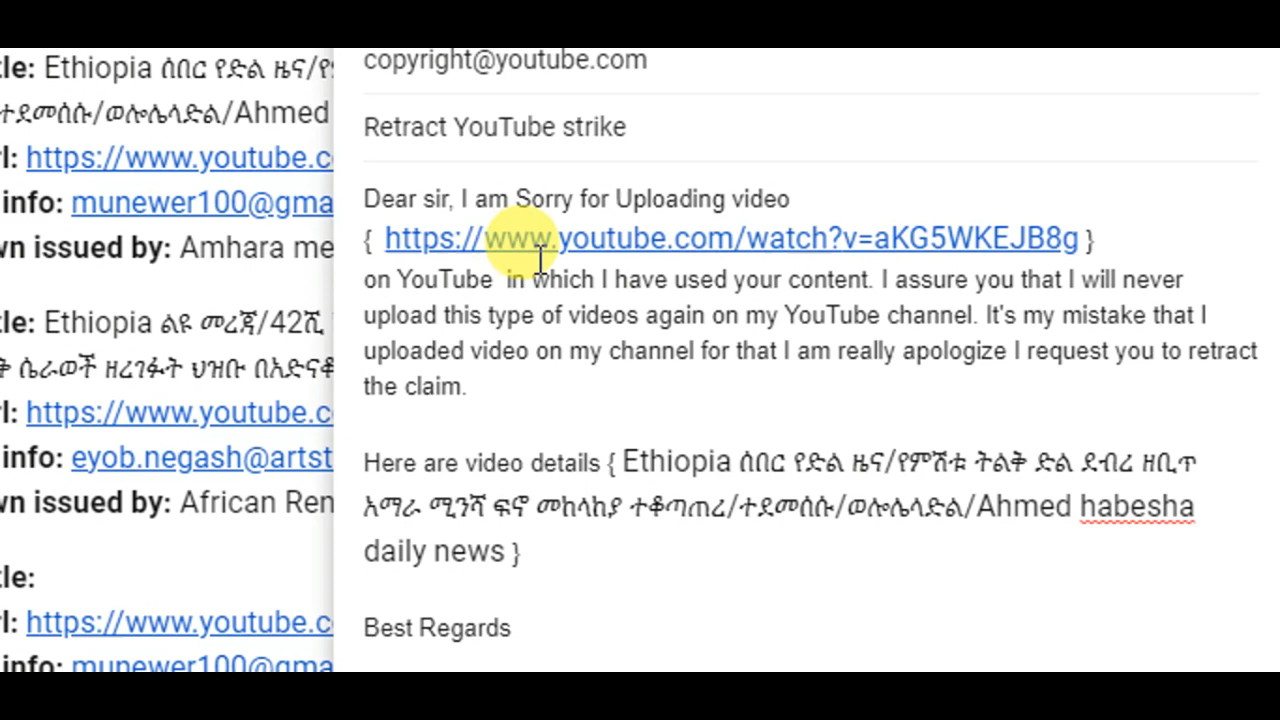 copyright@youtube.com
Retract YouTube strike
Dear sir, I am Sorry for Uploading video
{ https://www.youtube.com/watch?v=aKG5WKEJB8g }
on YouTube in which I have used your content. I assure you that I will never
upload this type of videos again on my YouTube channel. It's my mistake that I
uploaded video on my channel for that I am really apologize I request you to retract
the claim.
Here are video details { Ethiopia ሰበር የድል ዜና/የምሽቱ ትልቅ ድል ደብረ ዘቢጥ
አማራ ሚንሻ ፍኖ መከላከያ ተቆጣጠረ/ተደመሰሱ/ወሎሌላድል/Ahmed habesha
daily news }
Best Regards
tle: Ethiopia ሰበር የድል ዜና/የ
ተደመሰሱ/ወሎሌላድል/Ahmed
rl: https://www.youtube.c
info: munewer100@gma
wn issued by: Amhara me
tle: Ethiopia ልዩ መረጃ/42ሺ
ቅ ሴራወች ዘረገፉት ህዝቡ በአድናቆ
rl: https://www.youtube.c
info: eyob.negash@artst
wn issued by: African Ren
tle:
rl: https://www.youtube.c
info: munewer100@gma